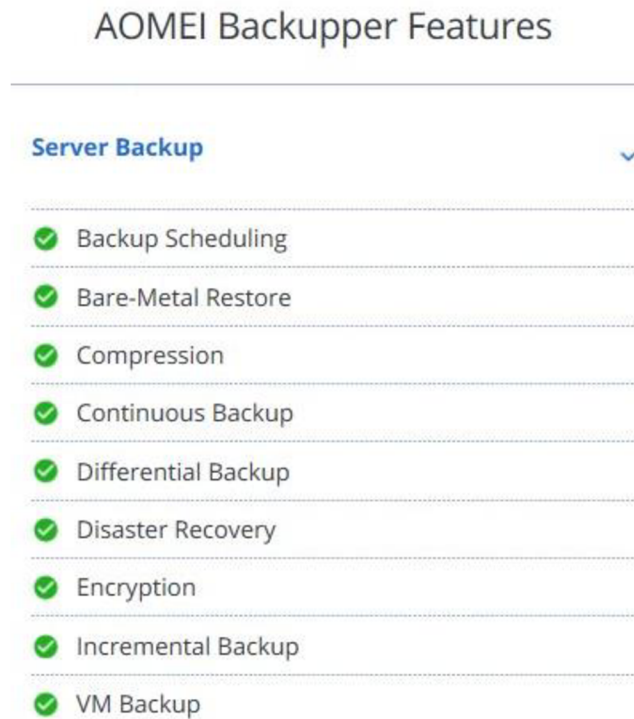 AOMEI Backupper Features
Server Backup
Backup Scheduling
Bare-Metal Restore
Compression
Continuous Backup
Differential Backup
Disaster Recovery
Encryption
Incremental Backup
VM Backup